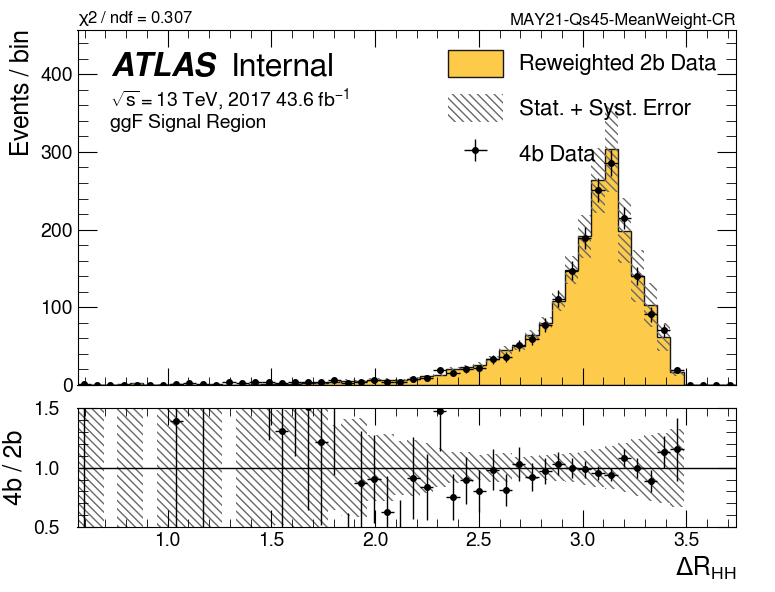 χ2 / ndf = 0.307
MAY21-Qs45-MeanWeight-CR
ATLAS Internal
√s = 13 TeV, 2017 43.6 fb⁻¹
ggF Signal Region
Reweighted 2b Data
Stat. + Syst. Error
4b Data
Events / bin
400
300
200
100
0
4b / 2b
1.5
1.0
0.5
1.0 1.5 2.0 2.5 3.0 3.5
ΔR_HH